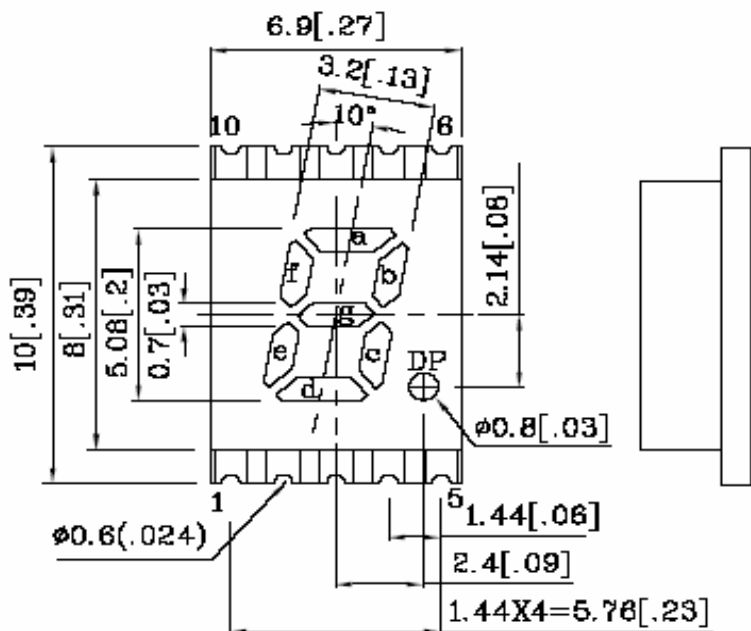 6.9[.27]
3.2[.13]
10°
10
6
a
f
b
g
e
c
d
DP
10[.39]
8[.31]
5.08[.2]
0.7[.03]
2.14[.08]
ø0.8[.03]
1
5
ø0.6(.024)
1.44[.06]
2.4[.09]
1.44X4=5.76[.23]